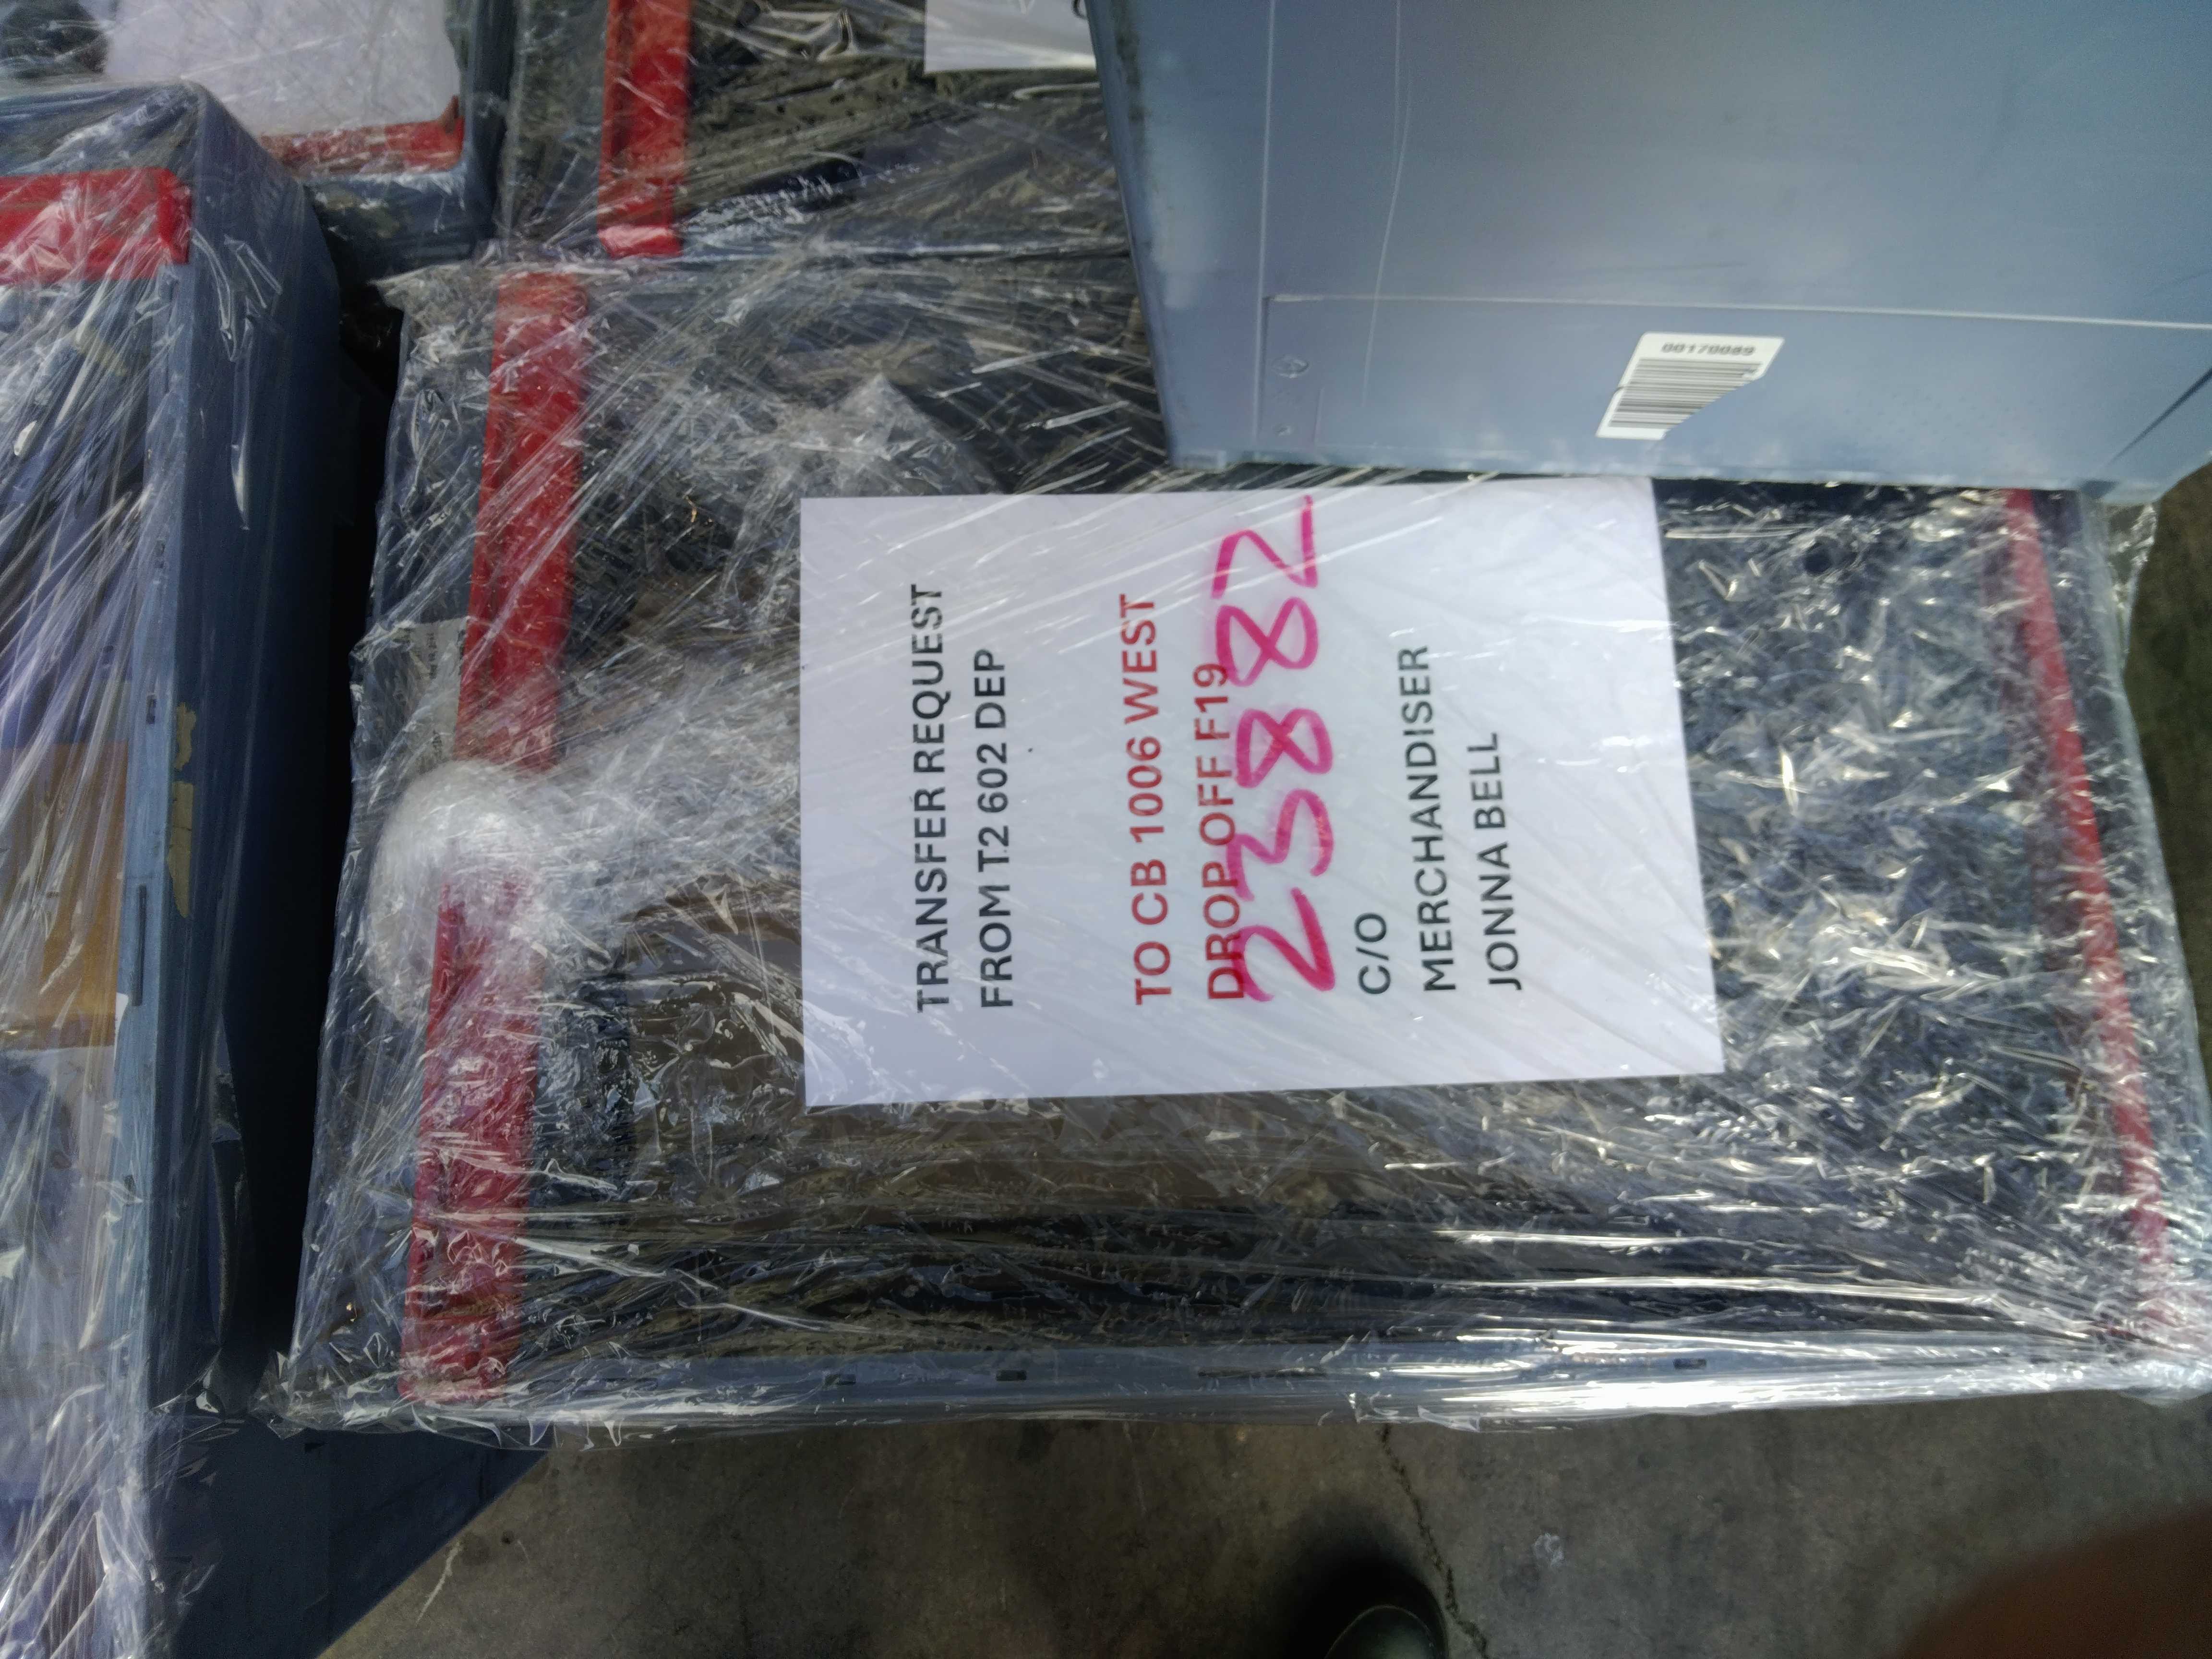 TRANSFER REQUEST
FROM T2 602 DEP
TO CB 1006 WEST
DROP OFF F19
23882
C/O
MERCHANDISER
JONNA BELL
00170089